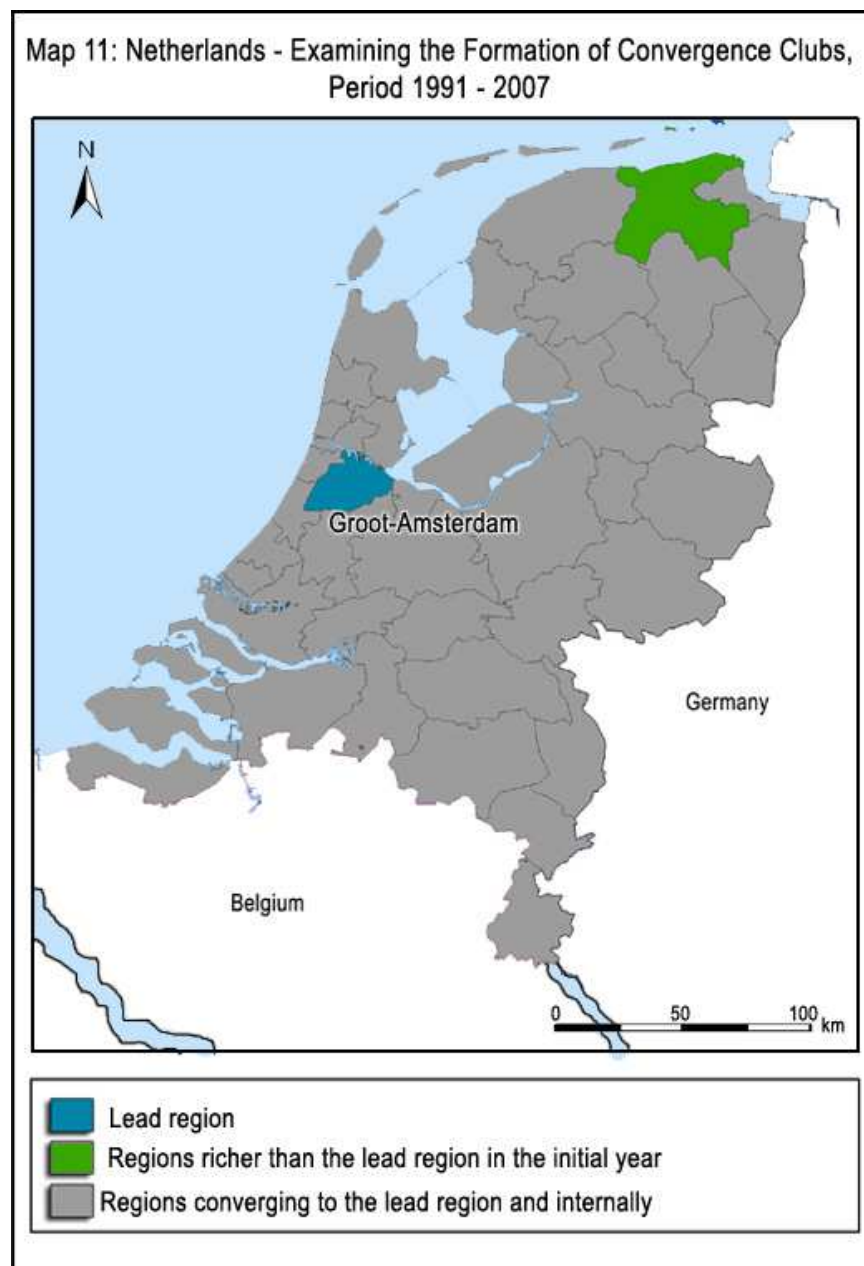 Map 11: Netherlands - Examining the Formation of Convergence Clubs,
Period 1991 - 2007
N
Groot-Amsterdam
Germany
Belgium
0 50 100
km
Lead region
Regions richer than the lead region in the initial year
Regions converging to the lead region and internally